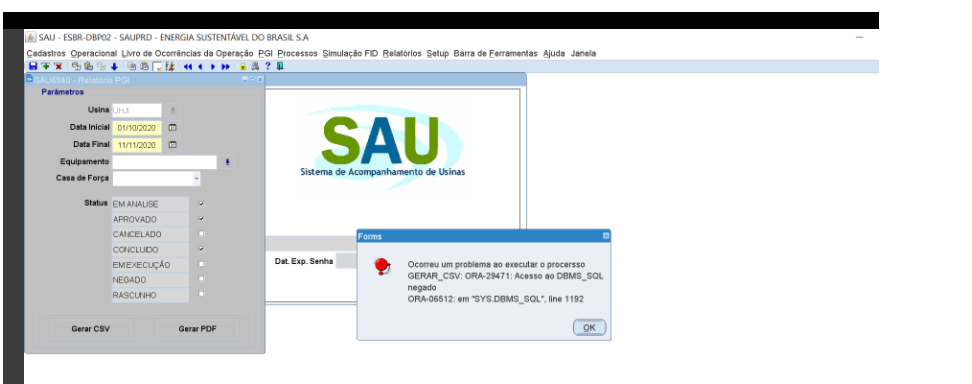 SAU - ESBR-DBP02 - SAUPRD - ENERGIA SUSTENTÁVEL DO BRASIL S.A
Cadastros Operacional Livro de Ocorrências da Operação PGI Processos Simulação FID Relatórios Setup Barra de Ferramentas Ajuda Janela
SAU6040 - Relatório PGI
Parâmetros
Usina UHJI
Data Inicial 01/10/2020
Data Final 11/11/2020
Equipamento
Casa de Força
Status EM ANALISE
APROVADO
CANCELADO
CONCLUIDO
EM EXECUÇÃO
NEGADO
RASCUNHO
Gerar CSV Gerar PDF
SAU
Sistema de Acompanhamento de Usinas
Dat. Exp. Senha
Forms
Ocorreu um problema ao executar o procersso
GERAR_CSV: ORA-29471: Acesso ao DBMS_SQL
negado
ORA-06512: em "SYS.DBMS_SQL", line 1192
OK